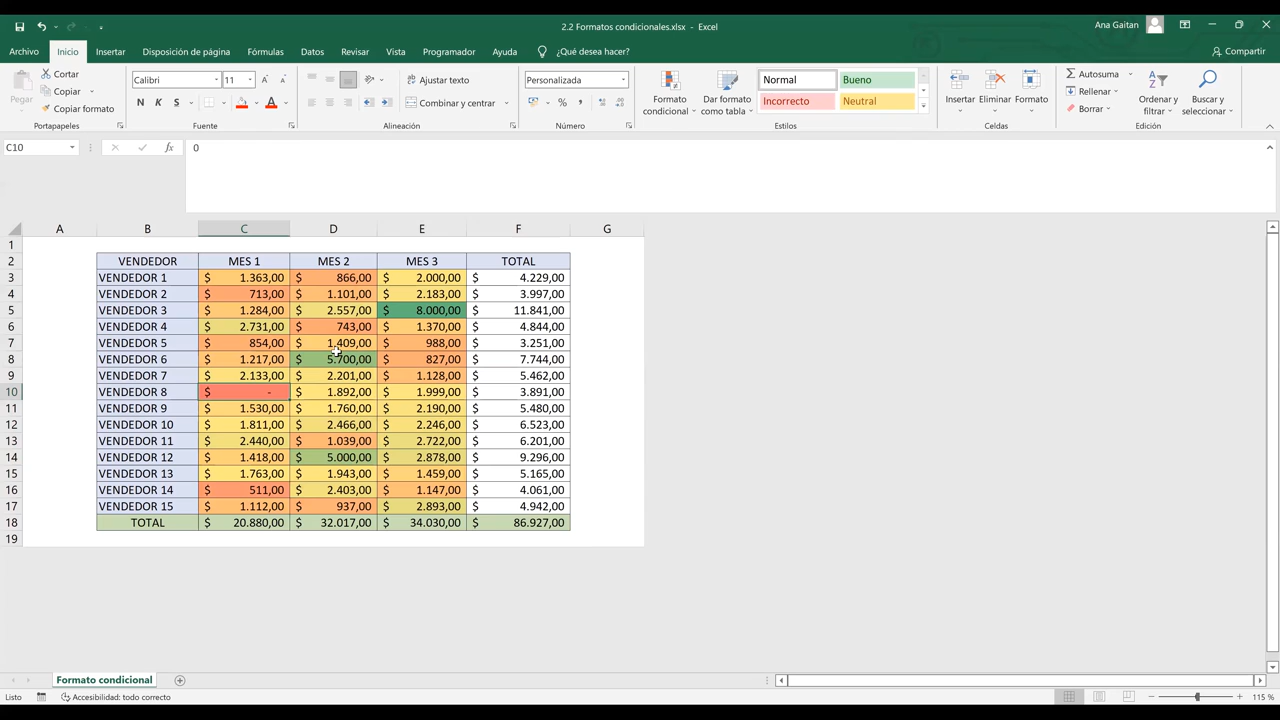 2.2 Formatos condicionales.xlsx - Excel
Ana Gaitan
Archivo Inicio Insertar Disposición de página Fórmulas Datos Revisar Vista Programador Ayuda ¿Qué desea hacer? Compartir
Pegar
Cortar
Copiar
Copiar formato
Portapapeles
Calibri 11
N K S
Fuente
Ajustar texto
Combinar y centrar
Alineación
Personalizada
% 
Número
Formato condicional
Dar formato como tabla
Normal Bueno
Incorrecto Neutral
Estilos
Insertar Eliminar Formato
Celdas
Autosuma
Rellenar
Borrar
Ordenar y filtrar
Buscar y seleccionar
Edición
C10 fx 0
A B C D E F G
1
2 VENDEDOR MES 1 MES 2 MES 3 TOTAL
3 VENDEDOR 1 $ 1.363,00 $ 866,00 $ 2.000,00 $ 4.229,00
4 VENDEDOR 2 $ 713,00 $ 1.101,00 $ 2.183,00 $ 3.997,00
5 VENDEDOR 3 $ 1.284,00 $ 2.557,00 $ 8.000,00 $ 11.841,00
6 VENDEDOR 4 $ 2.731,00 $ 743,00 $ 1.370,00 $ 4.844,00
7 VENDEDOR 5 $ 854,00 $ 1.409,00 $ 988,00 $ 3.251,00
8 VENDEDOR 6 $ 1.217,00 $ 5.700,00 $ 827,00 $ 7.744,00
9 VENDEDOR 7 $ 2.133,00 $ 2.201,00 $ 1.128,00 $ 5.462,00
10 VENDEDOR 8 $ - $ 1.892,00 $ 1.999,00 $ 3.891,00
11 VENDEDOR 9 $ 1.530,00 $ 1.760,00 $ 2.190,00 $ 5.480,00
12 VENDEDOR 10 $ 1.811,00 $ 2.466,00 $ 2.246,00 $ 6.523,00
13 VENDEDOR 11 $ 2.440,00 $ 1.039,00 $ 2.722,00 $ 6.201,00
14 VENDEDOR 12 $ 1.418,00 $ 5.000,00 $ 2.878,00 $ 9.296,00
15 VENDEDOR 13 $ 1.763,00 $ 1.943,00 $ 1.459,00 $ 5.165,00
16 VENDEDOR 14 $ 511,00 $ 2.403,00 $ 1.147,00 $ 4.061,00
17 VENDEDOR 15 $ 1.112,00 $ 937,00 $ 2.893,00 $ 4.942,00
18 TOTAL $ 20.880,00 $ 32.017,00 $ 34.030,00 $ 86.927,00
19
Formato condicional
Listo Accesibilidad: todo correcto 115 %